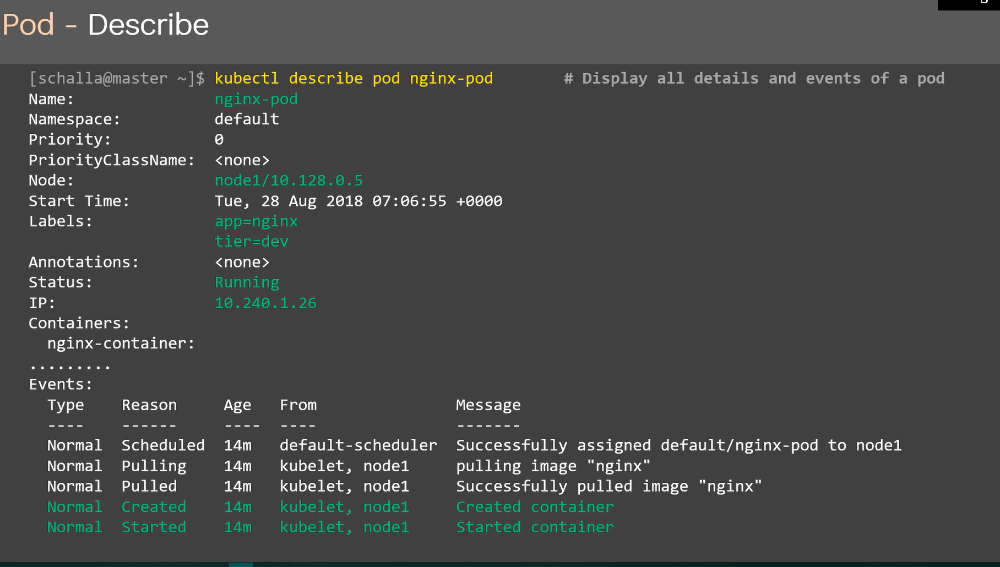 Pod - Describe
[schalla@master ~]$ kubectl describe pod nginx-pod # Display all details and events of a pod
Name: nginx-pod
Namespace: default
Priority: 0
PriorityClassName: <none>
Node: node1/10.128.0.5
Start Time: Tue, 28 Aug 2018 07:06:55 +0000
Labels: app=nginx
tier=dev
Annotations: <none>
Status: Running
IP: 10.240.1.26
Containers:
nginx-container:
.........
Events:
Type Reason Age From Message
---- ------ ---- ---- -------
Normal Scheduled 14m default-scheduler Successfully assigned default/nginx-pod to node1
Normal Pulling 14m kubelet, node1 pulling image "nginx"
Normal Pulled 14m kubelet, node1 Successfully pulled image "nginx"
Normal Created 14m kubelet, node1 Created container
Normal Started 14m kubelet, node1 Started container